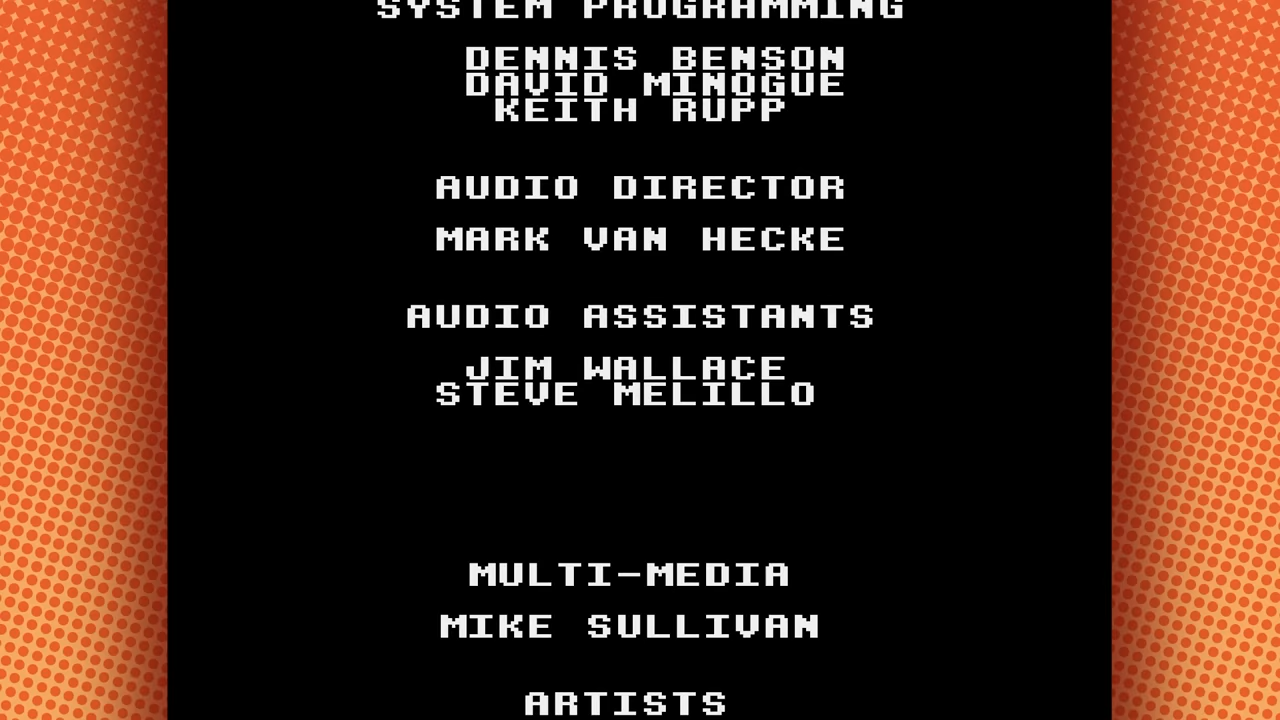 SYSTEM PROGRAMMING
DENNIS BENSON
DAVID MINOGUE
KEITH RUPP
AUDIO DIRECTOR
MARK VAN HECKE
AUDIO ASSISTANTS
JIM WALLACE
STEVE MELILLO
MULTI-MEDIA
MIKE SULLIVAN
ARTISTS